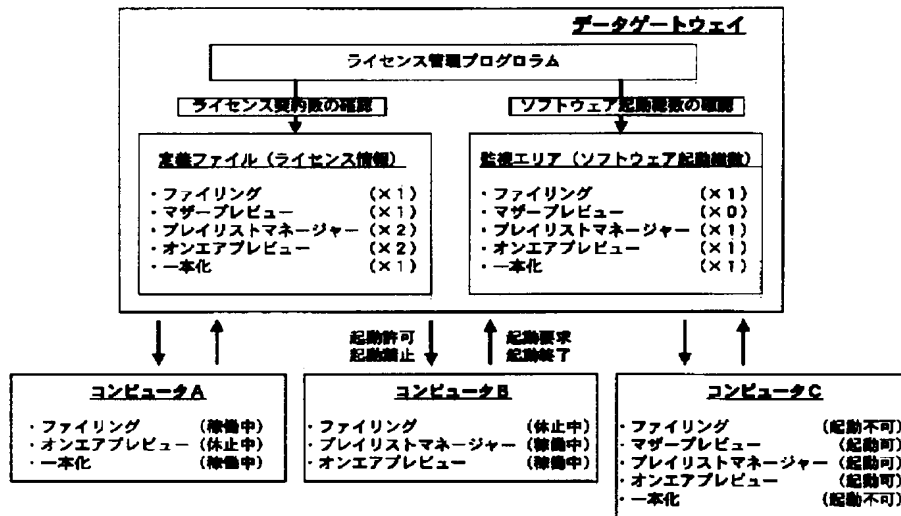 データゲートウェイ
ライセンス管理プログラム
ライセンス契約数の確認
ソフトウェア起動総数の確認
定義ファイル(ライセンス情報)
・ファイリング (×1)
・マザープレビュー (×1)
・プレイリストマネージャー (×2)
・オンエアプレビュー (×2)
・一本化 (×1)
監視エリア(ソフトウェア起動総数)
・ファイリング (×1)
・マザープレビュー (×0)
・プレイリストマネージャー (×1)
・オンエアプレビュー (×1)
・一本化 (×1)
起動許可
起動禁止
起動要求
起動終了
コンピュータA
・ファイリング (稼働中)
・オンエアプレビュー (休止中)
・一本化 (稼働中)
コンピュータB
・ファイリング (休止中)
・プレイリストマネージャー (稼働中)
・オンエアプレビュー (稼働中)
コンピュータC
・ファイリング (起動不可)
・マザープレビュー (起動可)
・プレイリストマネージャー (起動可)
・オンエアプレビュー (起動可)
・一本化 (起動不可)